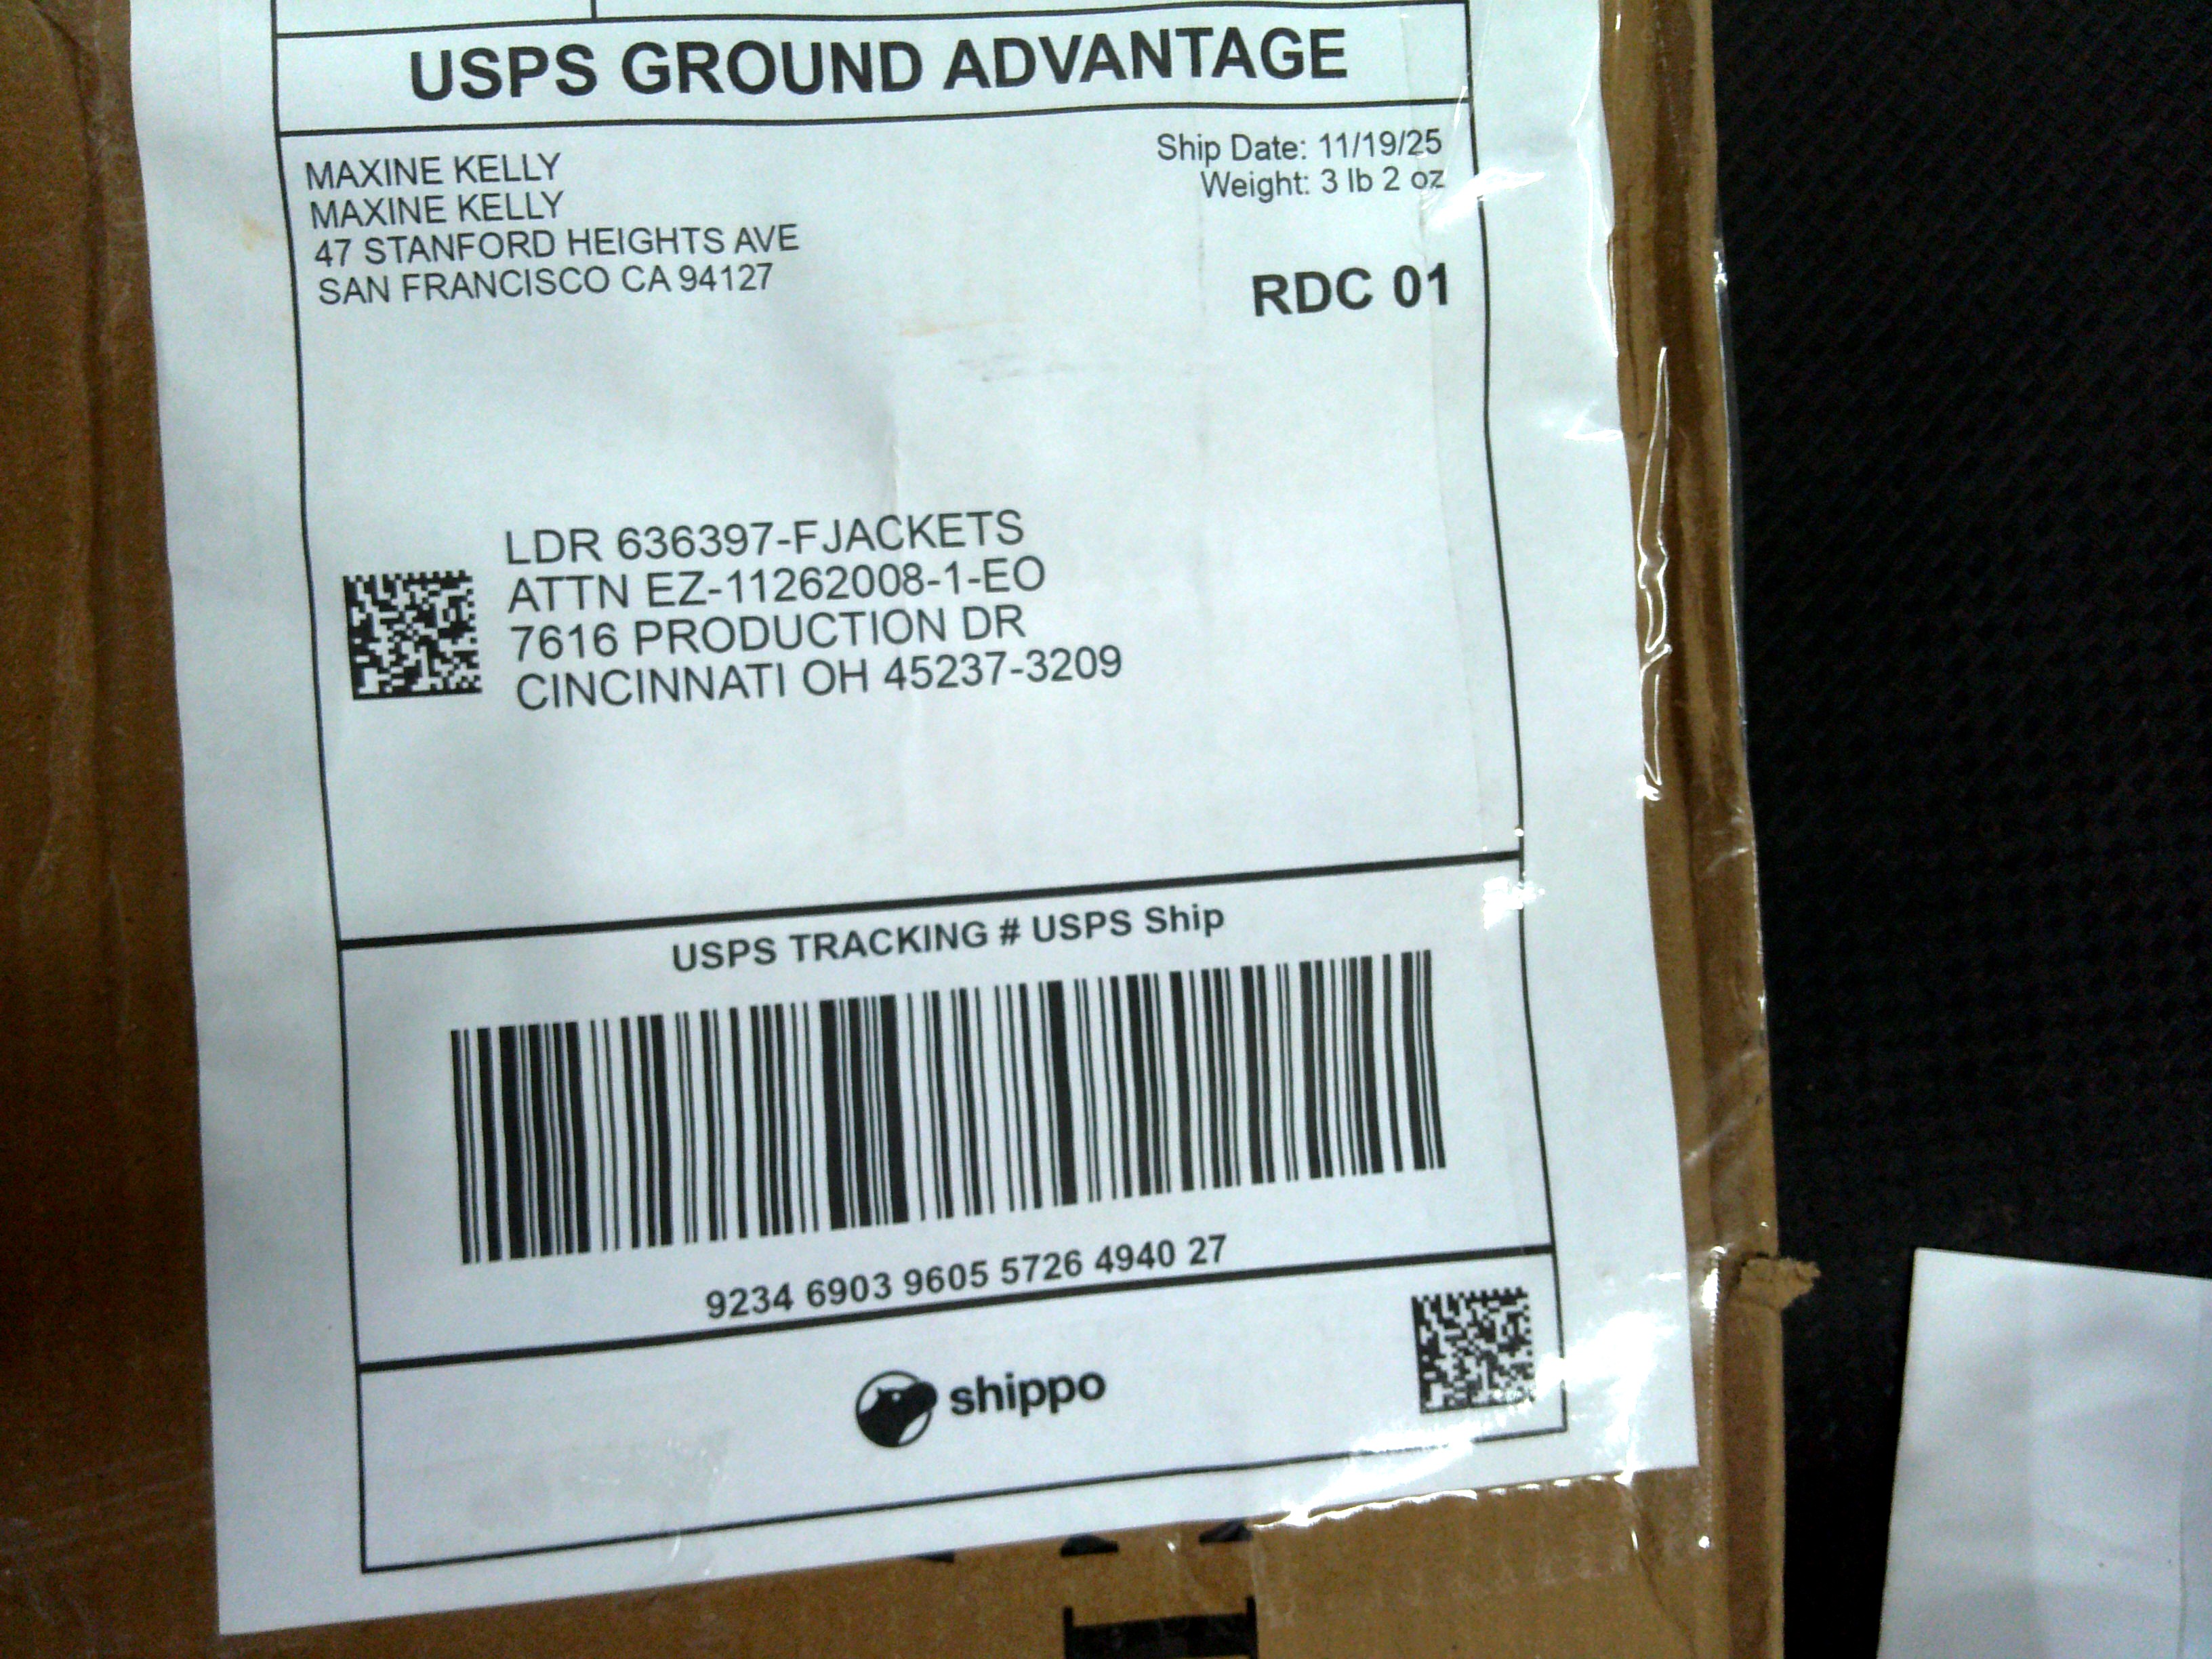 USPS GROUND ADVANTAGE
MAXINE KELLY
MAXINE KELLY
47 STANFORD HEIGHTS AVE
SAN FRANCISCO CA 94127
Ship Date: 11/19/25
Weight: 3 lb 2 oz
RDC 01
LDR 636397-FJACKETS
ATTN EZ-11262008-1-EO
7616 PRODUCTION DR
CINCINNATI OH 45237-3209
USPS TRACKING # USPS Ship
9234 6903 9605 5726 4940 27
shippo